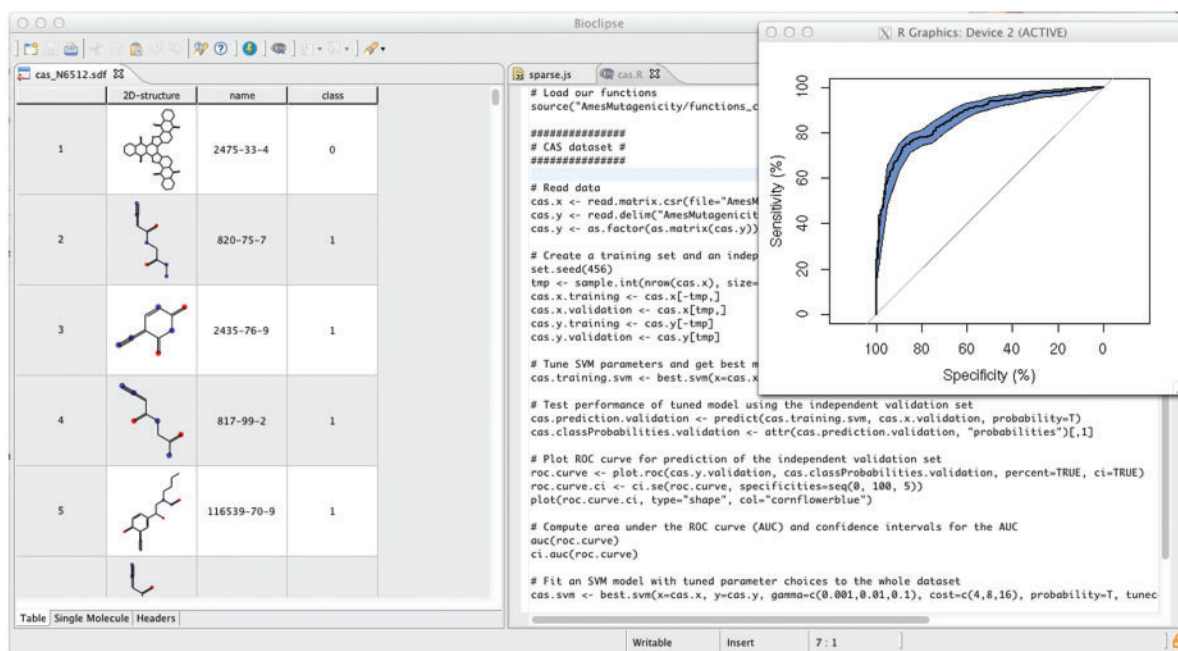 Bioclipse
cas_N6512.sdf
2D-structure name class
1 2475-33-4 0
2 820-75-7 1
3 2435-76-9 1
4 817-99-2 1
5 116539-70-9 1
Table Single Molecule Headers
sparse.js cas.R
# Load our functions
source("AmesMutagenicity/functions_c
###############
# CAS dataset #
###############
# Read data
cas.x <- read.matrix.csr(file="AmesM
cas.y <- read.delim("AmesMutagenicit
cas.y <- as.factor(as.matrix(cas.y))
# Create a training set and an indep
set.seed(456)
tmp <- sample.int(nrow(cas.x), size=
cas.x.training <- cas.x[-tmp,]
cas.x.validation <- cas.x[tmp,]
cas.y.training <- cas.y[-tmp]
cas.y.validation <- cas.y[tmp]
# Tune SVM parameters and get best m
cas.training.svm <- best.svm(x=cas.x
# Test performance of tuned model using the independent validation set
cas.prediction.validation <- predict(cas.training.svm, cas.x.validation, probability=T)
cas.classProbabilities.validation <- attr(cas.prediction.validation, "probabilities")[,1]
# Plot ROC curve for prediction of the independent validation set
roc.curve <- plot.roc(cas.y.validation, cas.classProbabilities.validation, percent=TRUE, ci=TRUE)
roc.curve.ci <- ci.se(roc.curve, specificities=seq(0, 100, 5))
plot(roc.curve.ci, type="shape", col="cornflowerblue")
# Compute area under the ROC curve (AUC) and confidence intervals for the AUC
auc(roc.curve)
ci.auc(roc.curve)
# Fit an SVM model with tuned parameter choices to the whole dataset
cas.svm <- best.svm(x=cas.x, y=cas.y, gamma=c(0.001,0.01,0.1), cost=c(4,8,16), probability=T, tunec
R Graphics: Device 2 (ACTIVE)
Sensitivity (%)
100
80
60
40
20
0
100 80 60 40 20 0
Specificity (%)
Writable Insert 7 : 1